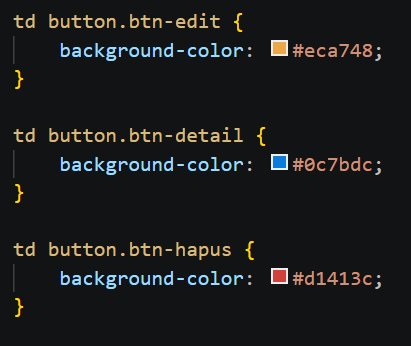 td button.btn-edit {
    background-color: #eca748;
}
td button.btn-detail {
    background-color: #0c7bdc;
}
td button.btn-hapus {
    background-color: #d1413c;
}